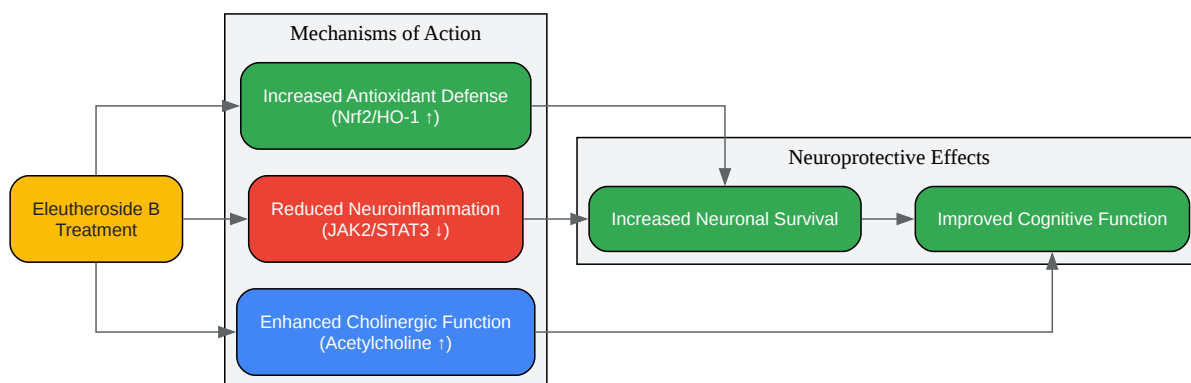 Mechanisms of Action
Increased Antioxidant Defense
(Nrf2/HO-1 ↑)
Neuroprotective Effects
Eleutheroside B
Treatment
Reduced Neuroinflammation
(JAK2/STAT3 ↓)
Increased Neuronal Survival
Improved Cognitive Function
Enhanced Cholinergic Function
(Acetylcholine ↑)